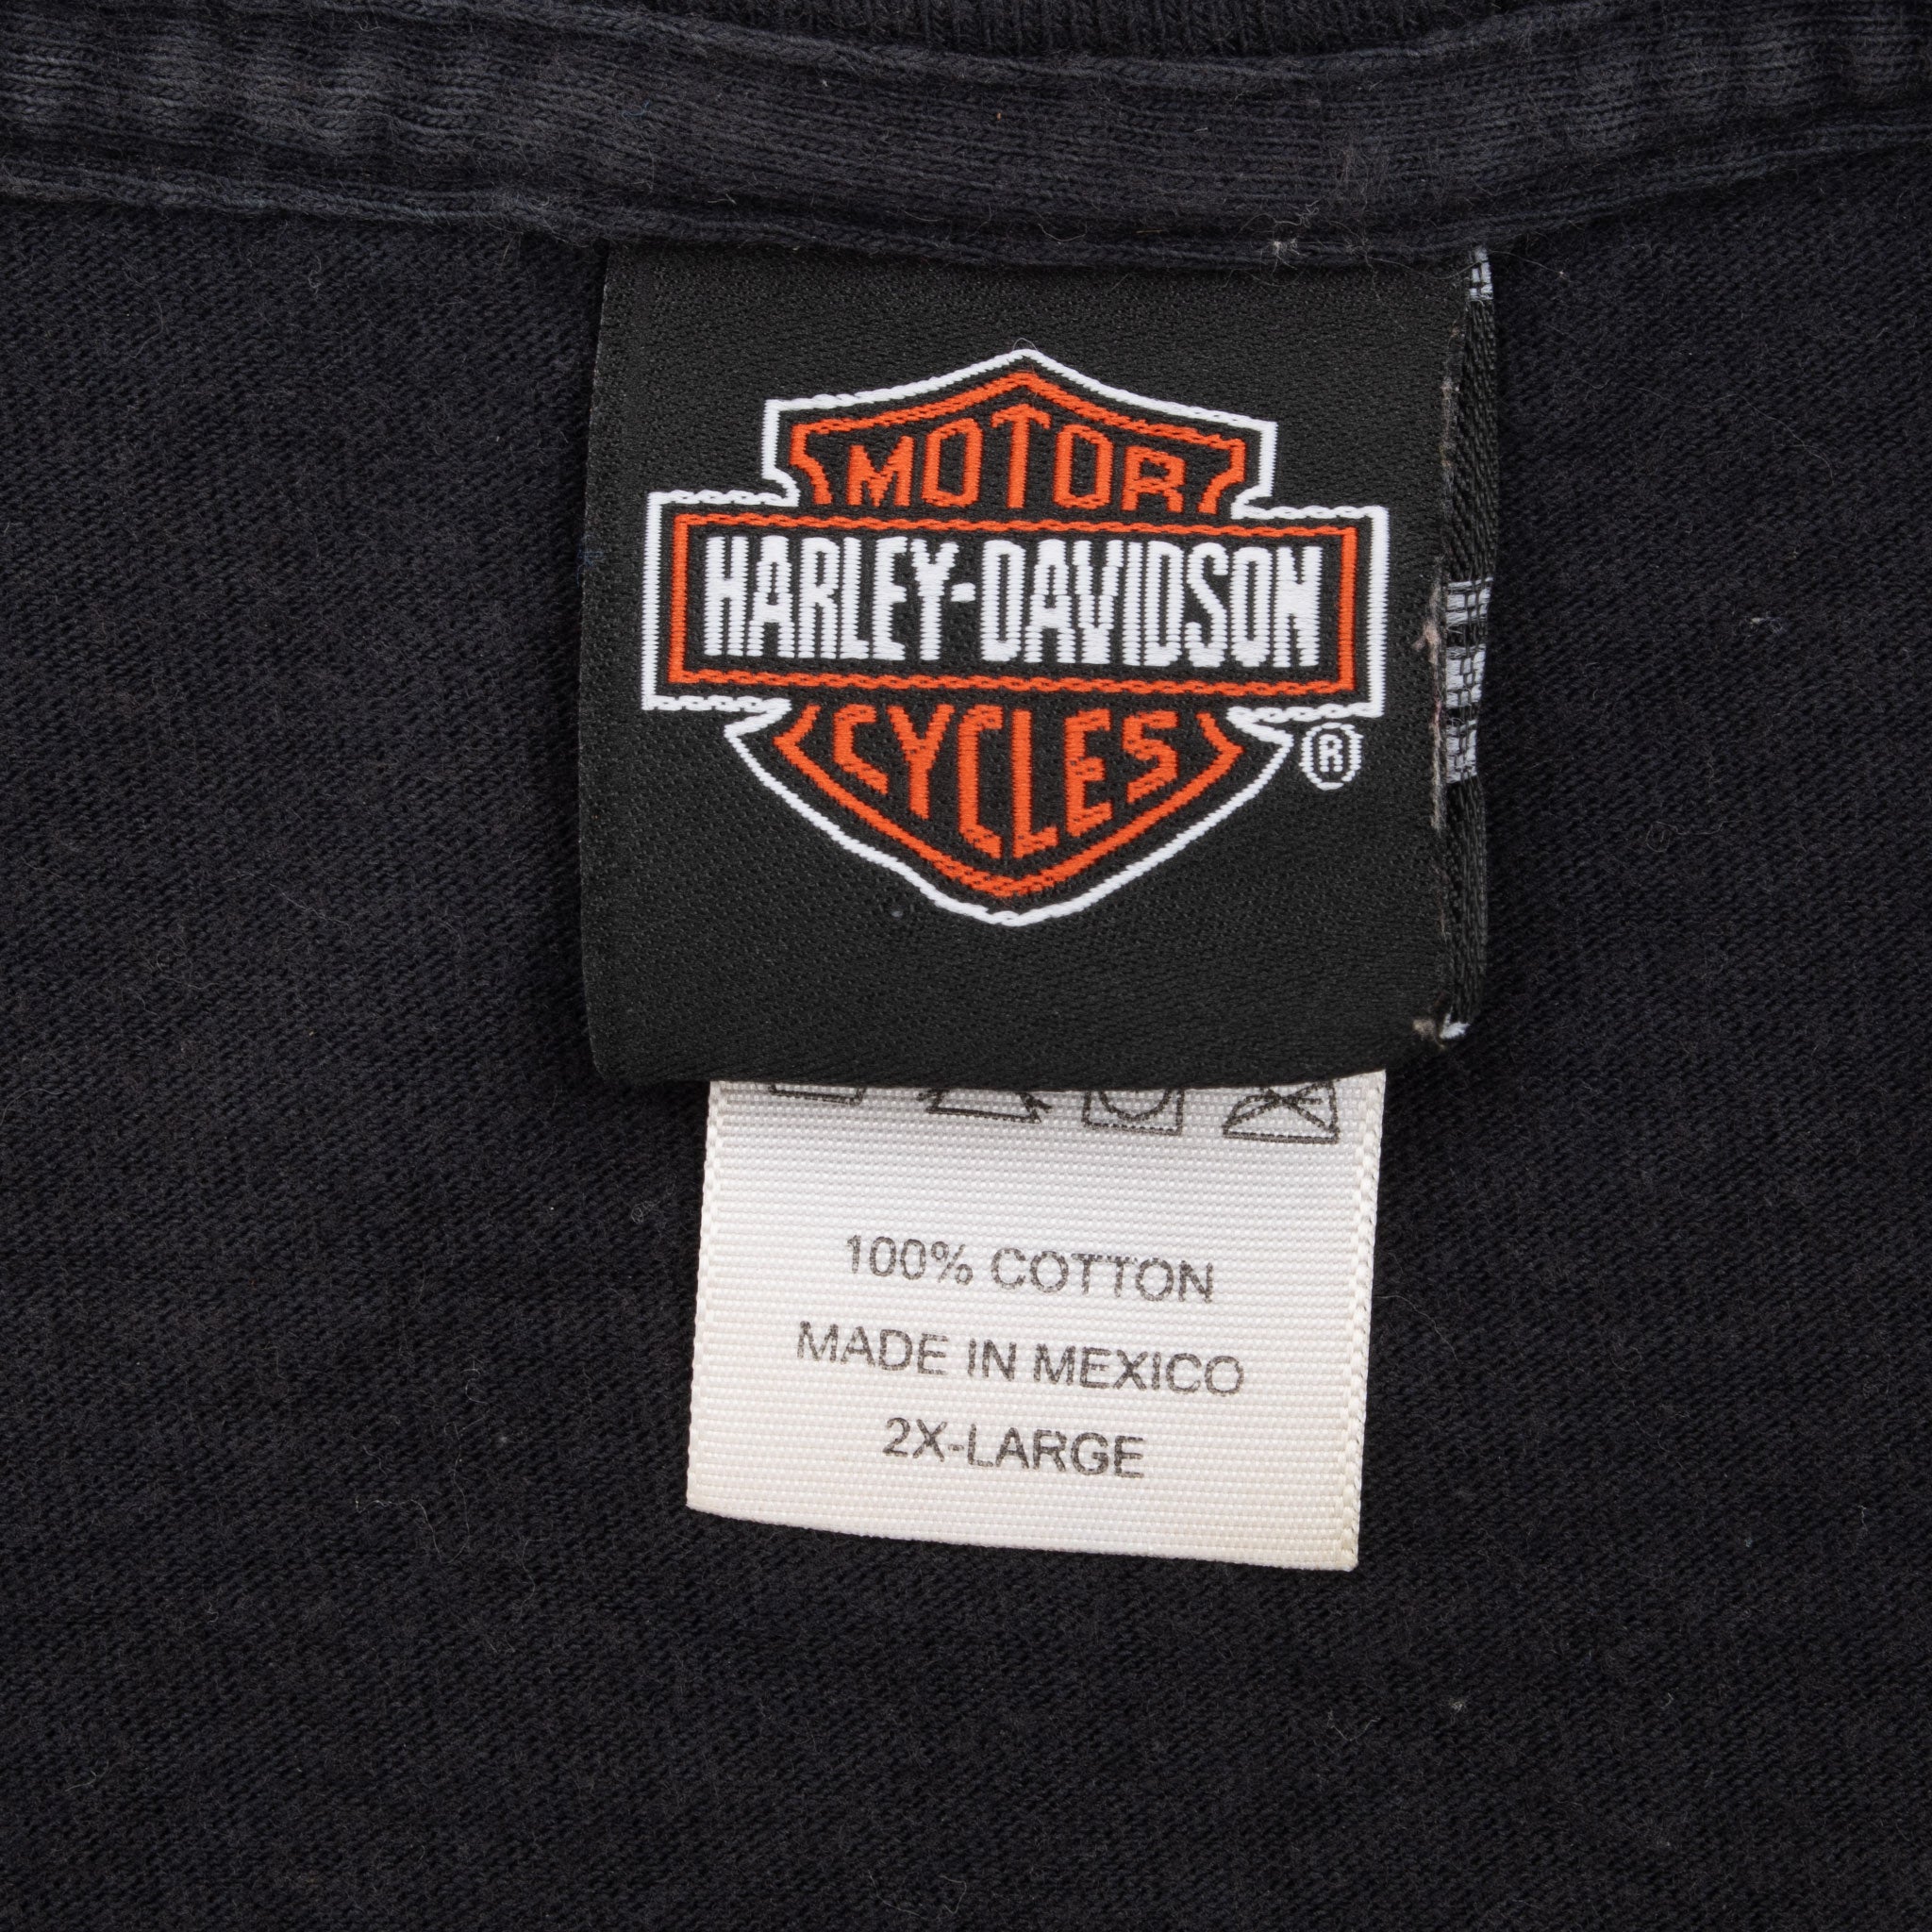 MOTOR
HARLEY-DAVIDSON
CYCLES
®
100% COTTON
MADE IN MEXICO
2X-LARGE